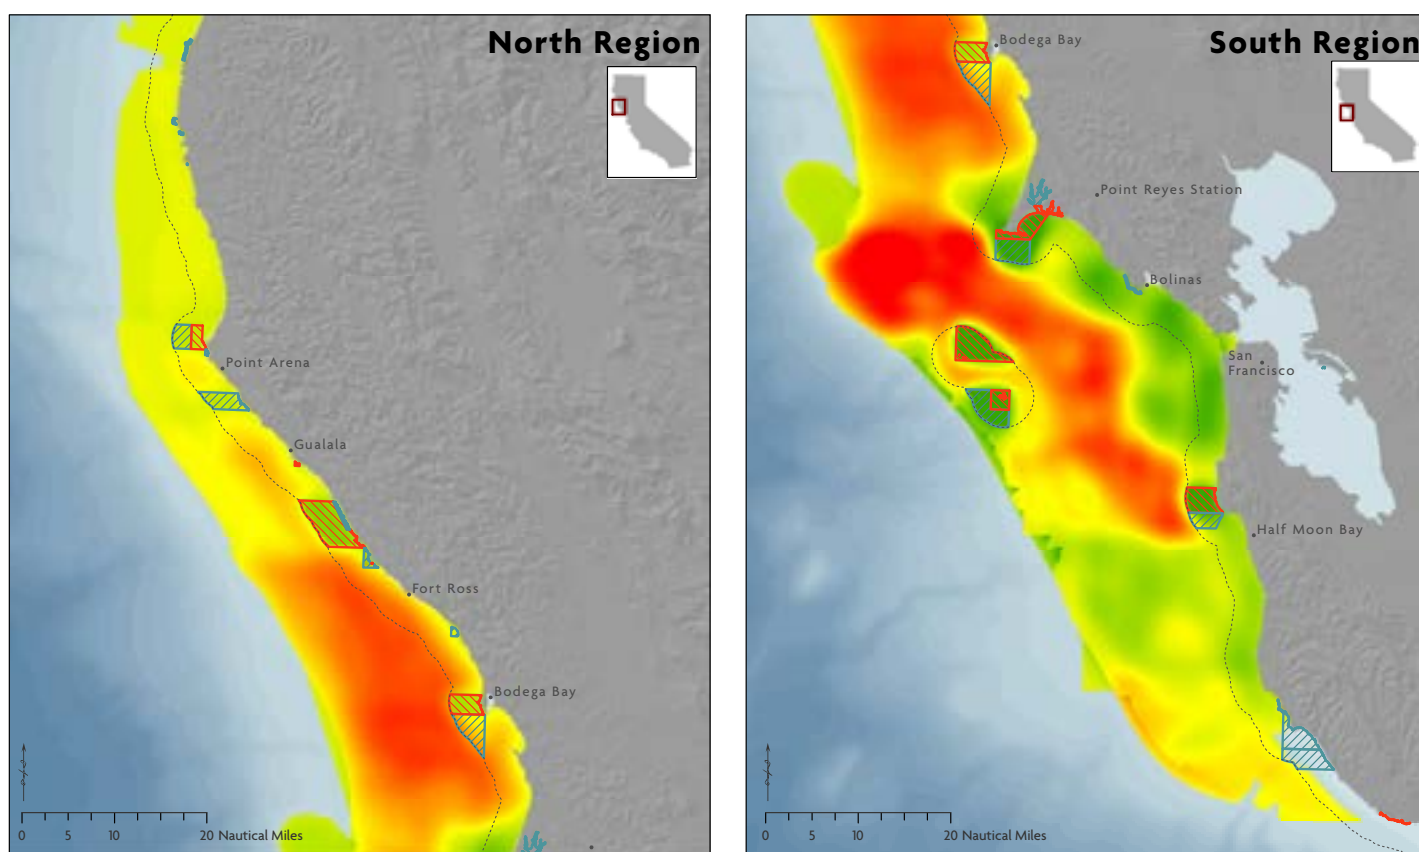 North Region
Point Arena
Gualala
Fort Ross
Bodega Bay
0 5 10 20 Nautical Miles
South Region
Bodega Bay
Point Reyes Station
Bolinas
San
Francisco
Half Moon Bay
0 5 10 20 Nautical Miles